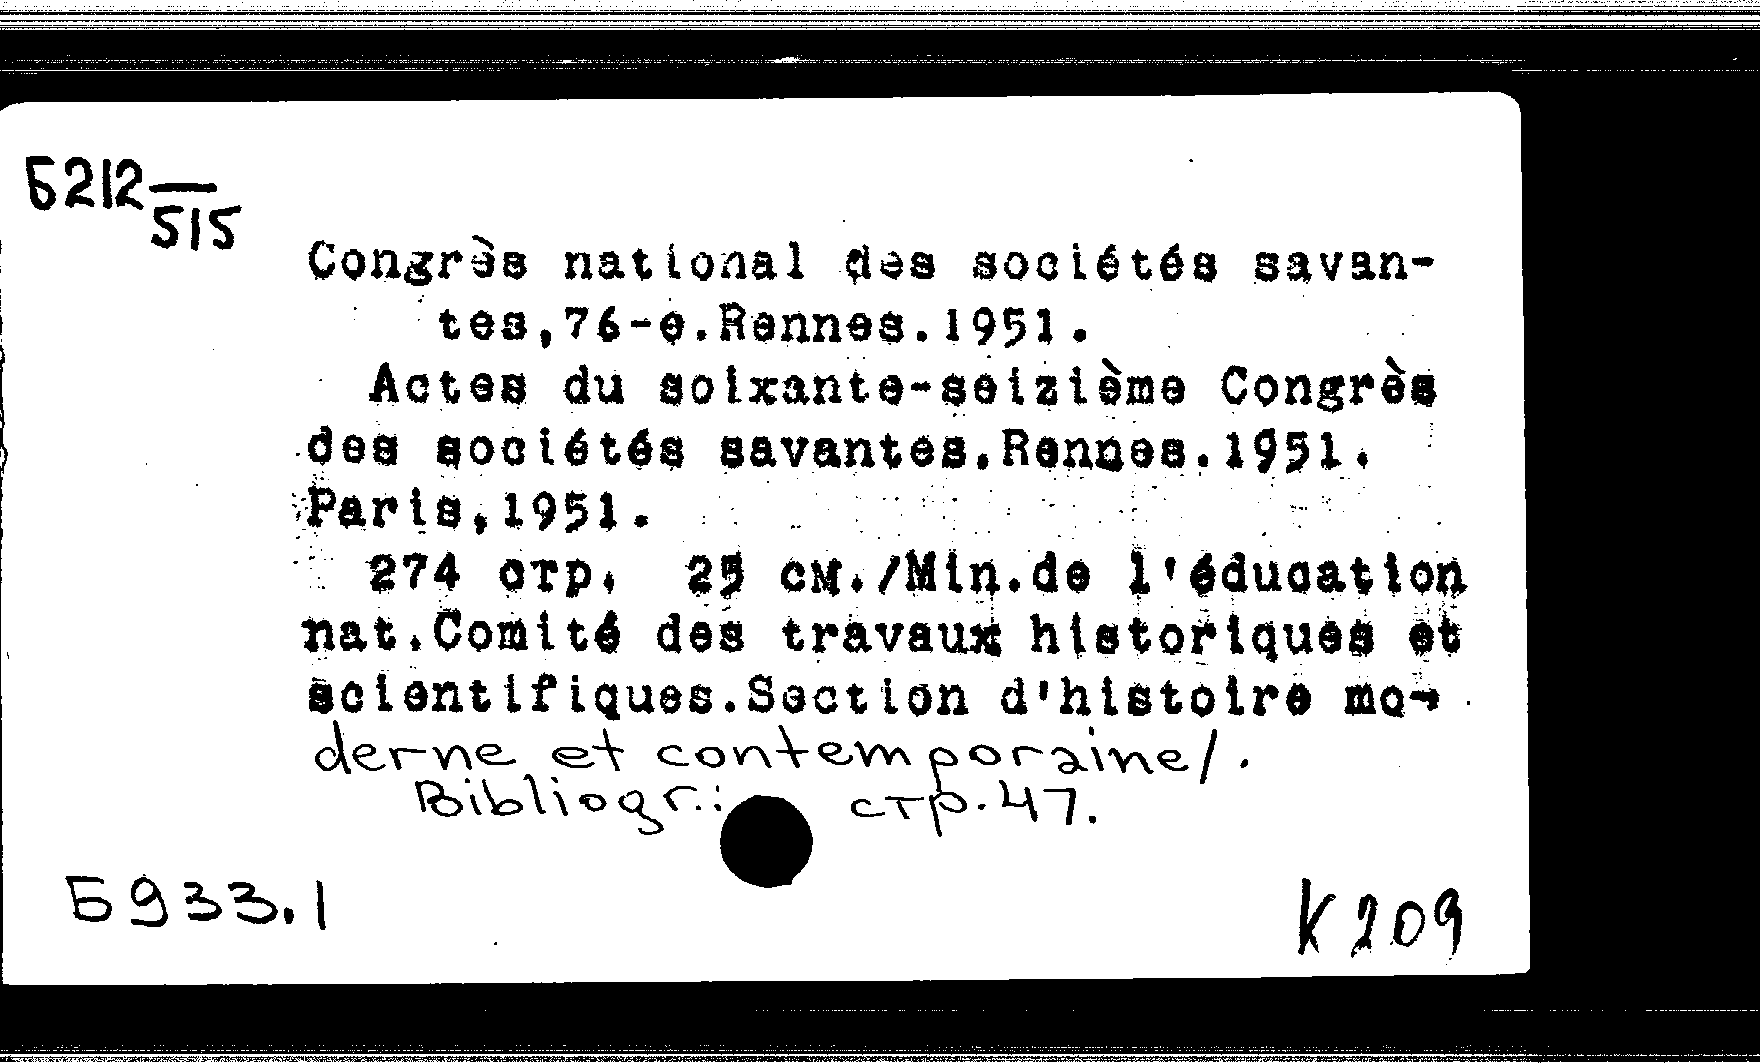 Б212—
515
Congrès national des sociétés savan-
tes,76-e.Rennes.1951.
Actes du soixante-seizième Congrès
des sociétés savantes.Rennes.1951.
Paris,1951.
274 стр. 25 см./Min.de l'éducation
nat.Comité des travaux historiques et
scientifiques.Section d'histoire mo-
derne et contemporaine/.
Bibliogr.: стр.47.
Б933.1
К209